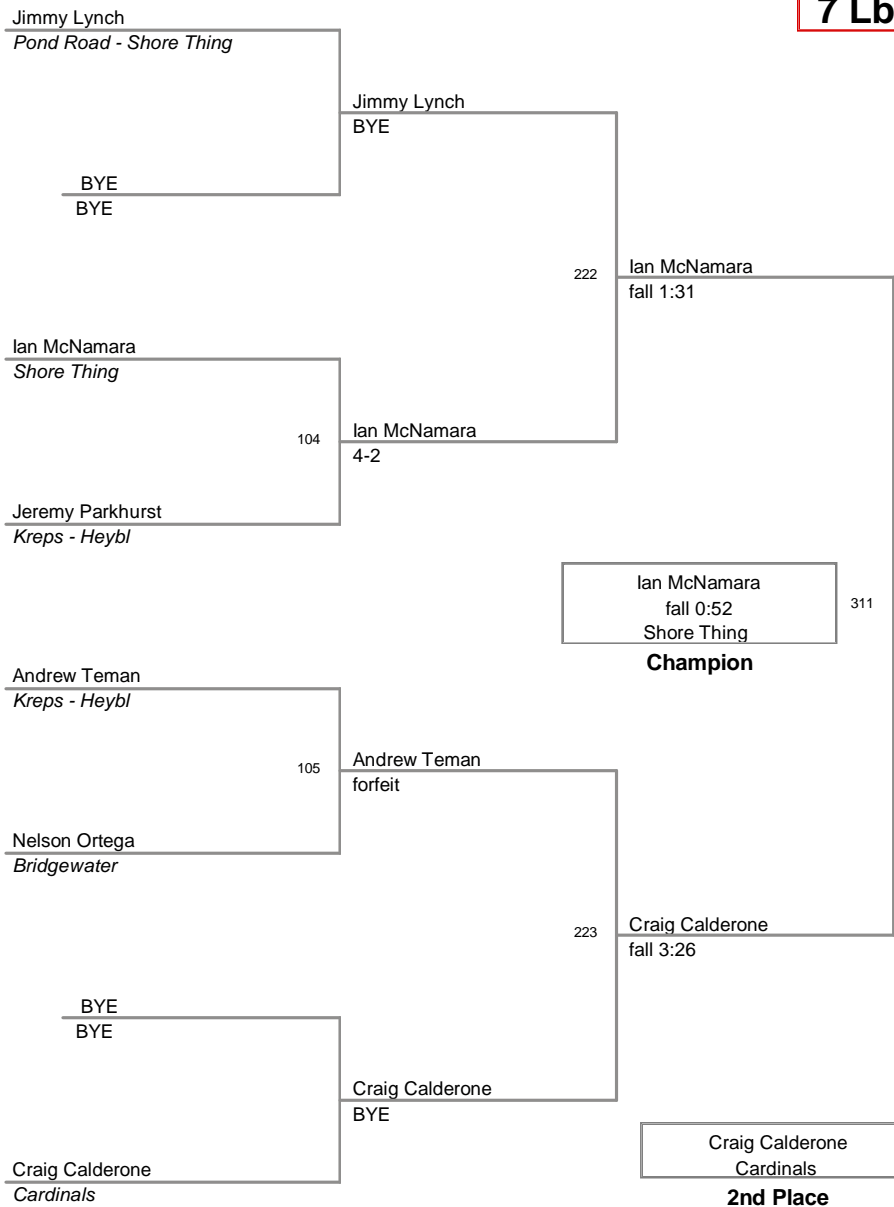 7 Lb
Jimmy Lynch
Pond Road - Shore Thing
Jimmy Lynch
BYE
BYE
BYE
222
Ian McNamara
fall 1:31
Ian McNamara
Shore Thing
104
Ian McNamara
4-2
Jeremy Parkhurst
Kreps - Heybl
Ian McNamara
fall 0:52
Shore Thing
311
Champion
Andrew Teman
Kreps - Heybl
105
Andrew Teman
forfeit
Nelson Ortega
Bridgewater
223
Craig Calderone
fall 3:26
BYE
BYE
Craig Calderone
BYE
Craig Calderone
Cardinals
Craig Calderone
Cardinals
2nd Place